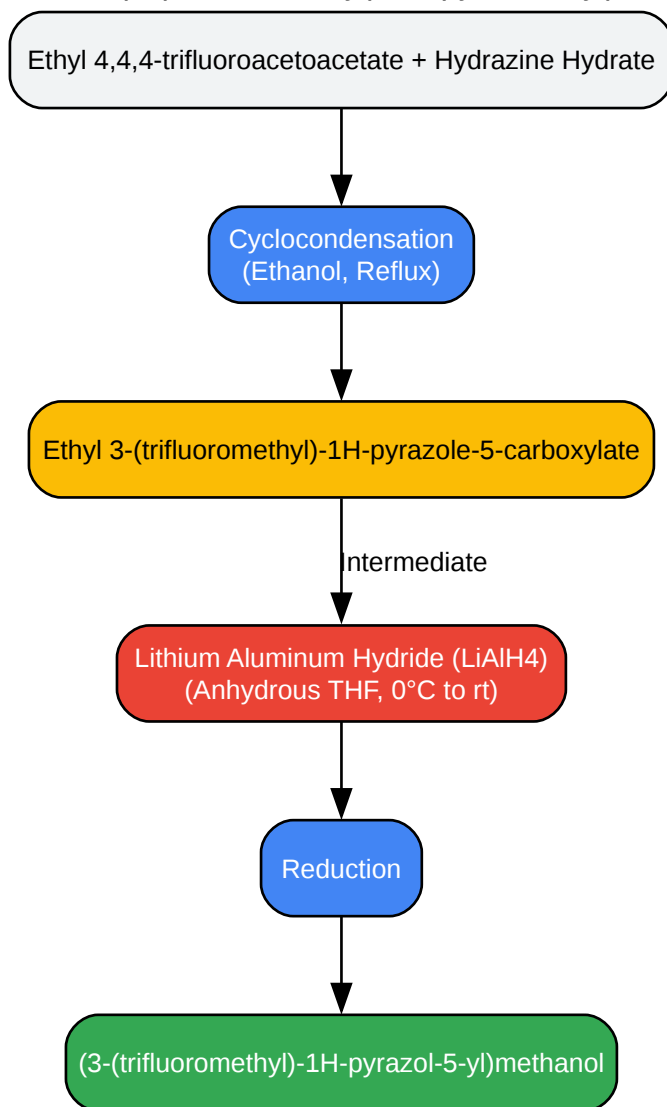 Ethyl 4,4,4-trifluoroacetoacetate + Hydrazine Hydrate
Cyclocondensation
(Ethanol, Reflux)
Ethyl 3-(trifluoromethyl)-1H-pyrazole-5-carboxylate
Intermediate
Lithium Aluminum Hydride (LiAlH4)
(Anhydrous THF, 0°C to rt)
Reduction
(3-(trifluoromethyl)-1H-pyrazol-5-yl)methanol